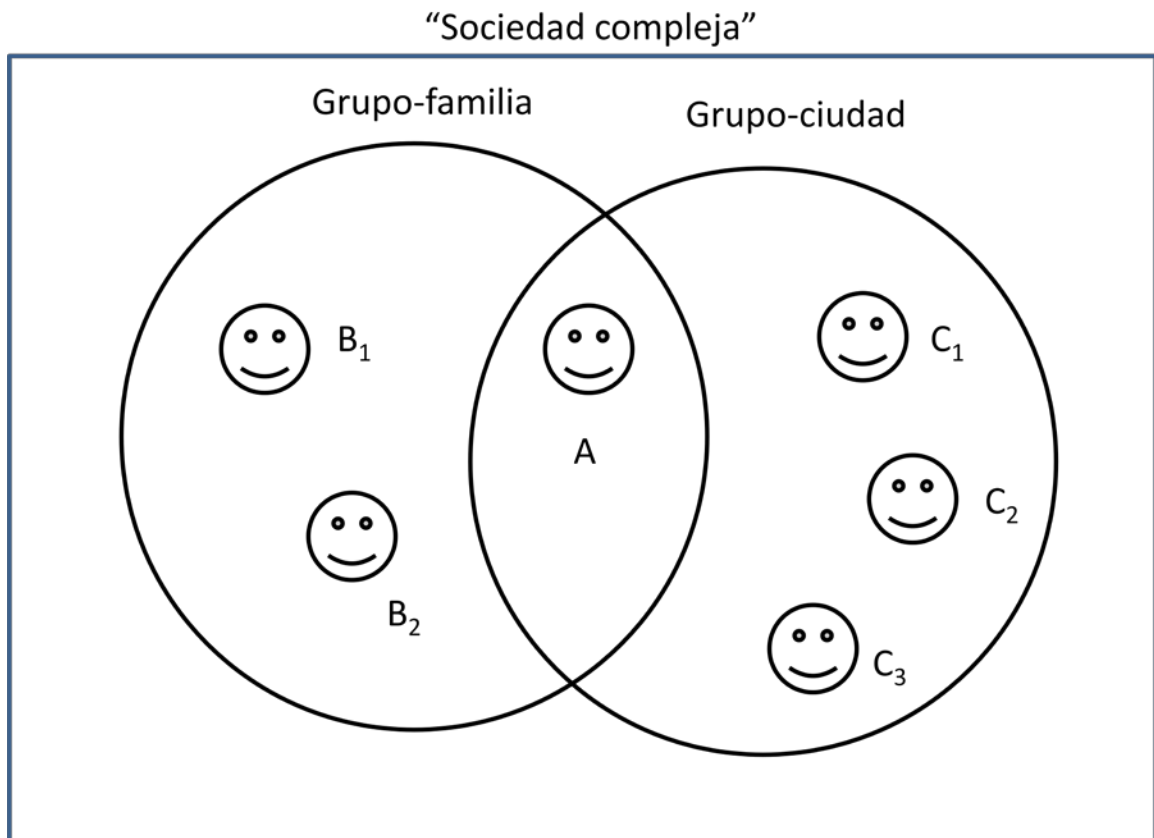 “Sociedad compleja”
Grupo-familia
Grupo-ciudad
B₁
A
C₁
C₂
B₂
C₃